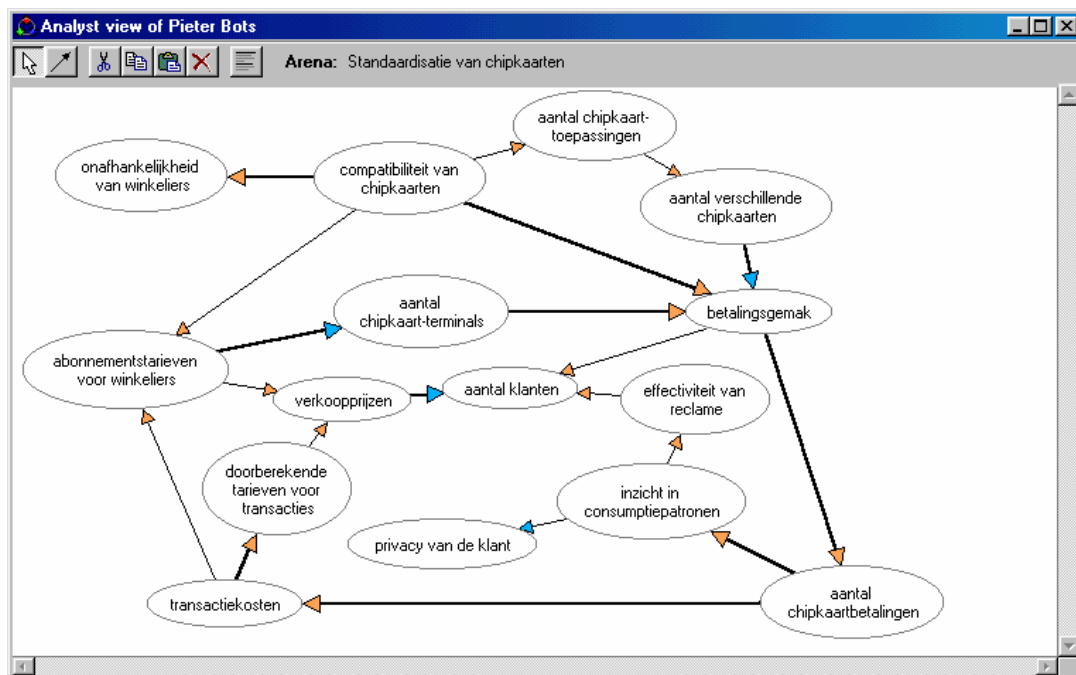 Analyst view of Pieter Bots
Arena: Standaardisatie van chipkaarten
aantal chipkaart-
toepassingen
onafhankelijkheid
van winkeliers
compatibiliteit van
chipkaarten
aantal verschillende
chipkaarten
aantal
chipkaart-terminals
betalingsgemak
abonnementstarieven
voor winkeliers
verkoopprijzen
aantal klanten
effectiviteit van
reclame
doorberekende
tarieven voor
transacties
inzicht in
consumptiepatronen
privacy van de klant
transactiekosten
aantal
chipkaartbetalingen